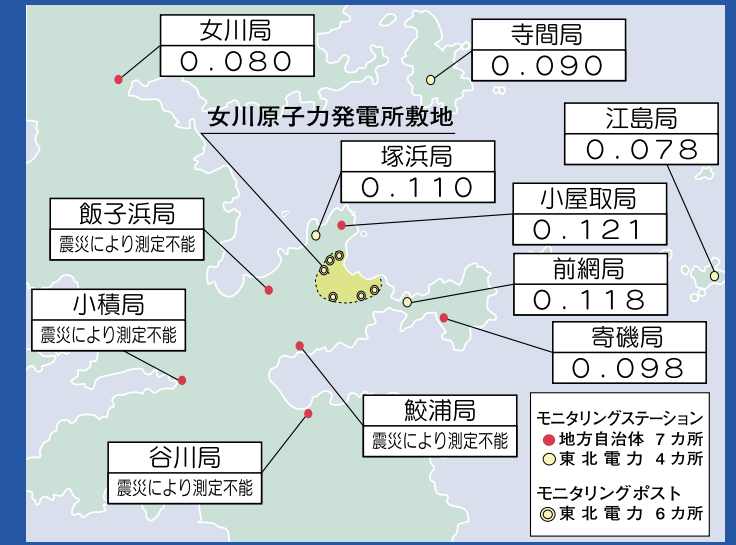 女川局
0.080
寺間局
0.090
女川原子力発電所敷地
江島局
0.078
塚浜局
0.110
小屋取局
0.121
飯子浜局
震災により測定不能
前網局
0.118
小積局
震災により測定不能
寄磯局
0.098
鮫浦局
震災により測定不能
谷川局
震災により測定不能
モニタリングステーション
地方自治体 7カ所
東北電力 4カ所
モニタリングポスト
東北電力 6カ所